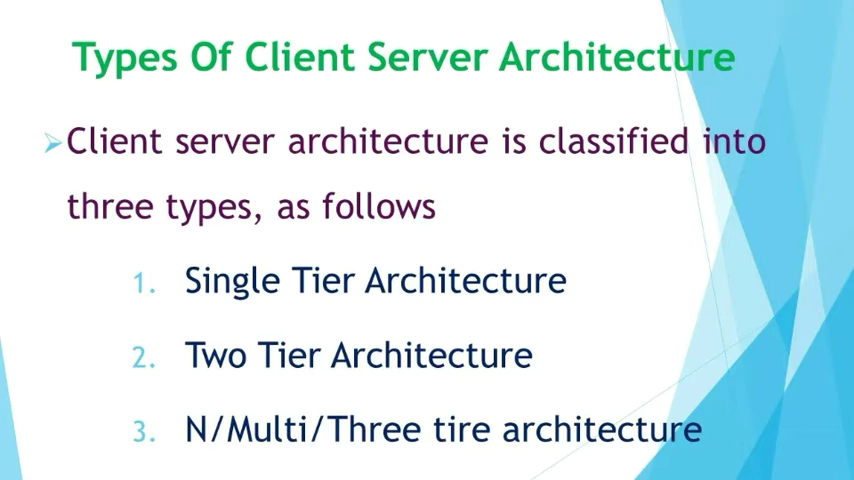 Types Of Client Server Architecture
Client server architecture is classified into
three types, as follows
1. Single Tier Architecture
2. Two Tier Architecture
3. N/Multi/Three tire architecture